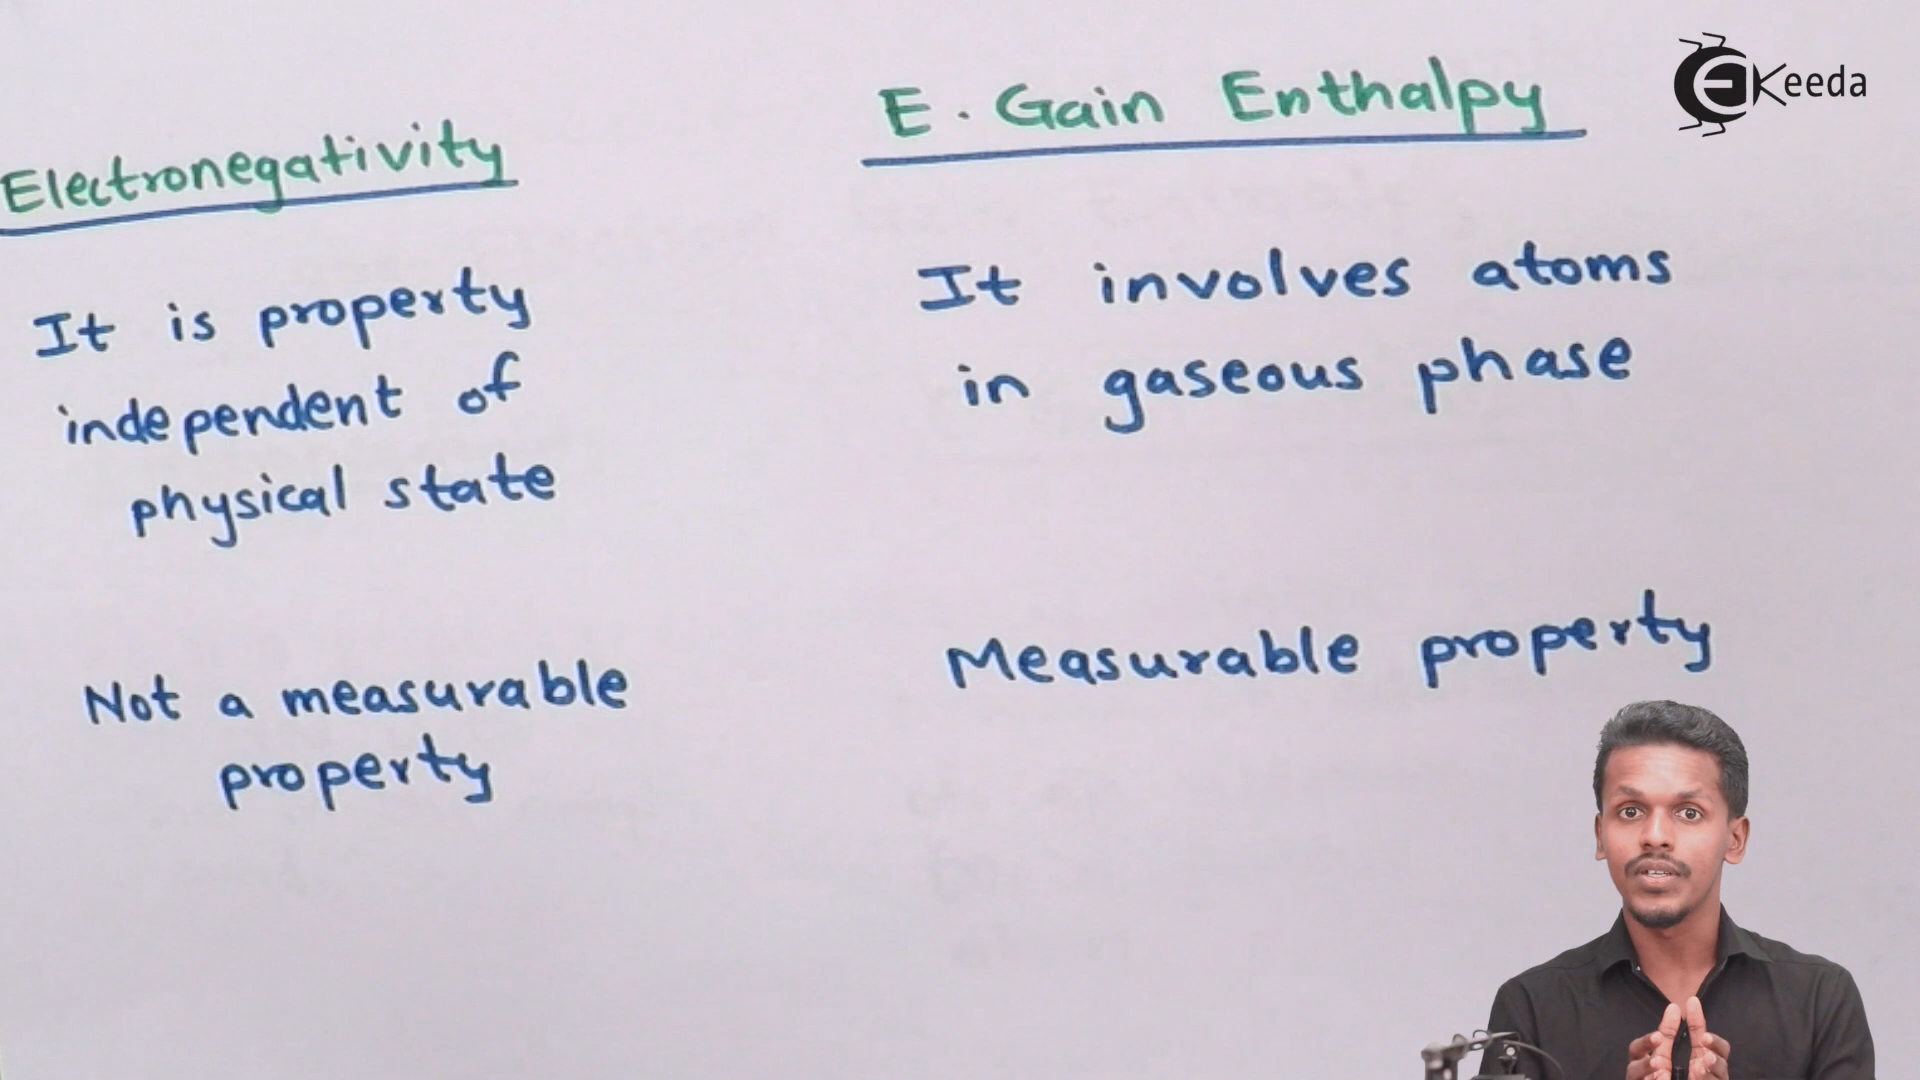 Electronegativity
It is property
independent of
physical state
Not a measurable
property
E. Gain Enthalpy
It involves atoms
in gaseous phase
Measurable property
EKeeda